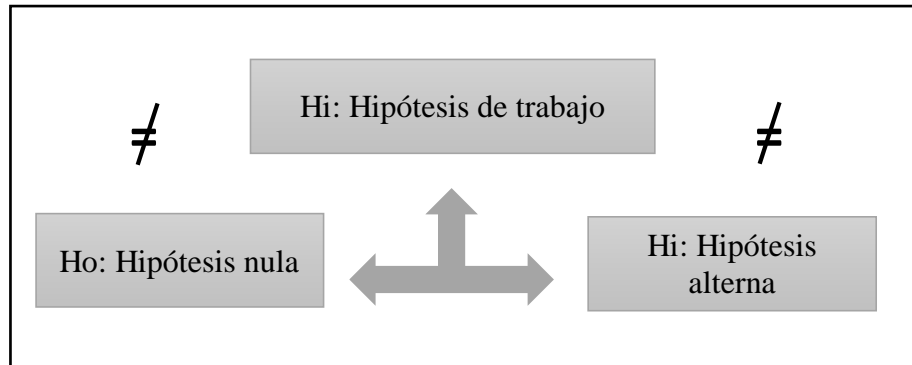 Hi: Hipótesis de trabajo
≠
≠
Ho: Hipótesis nula
Hi: Hipótesis
alterna